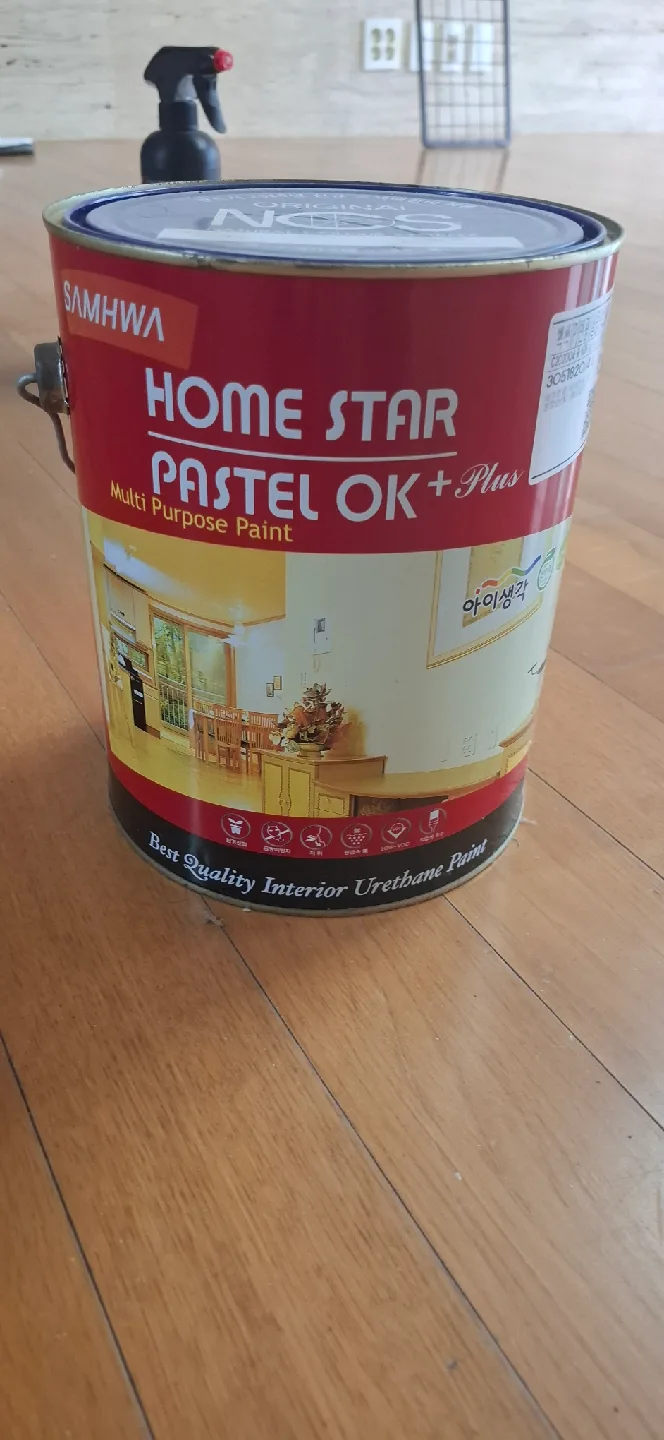 ORIGINAL
NCS
SAMHWA
HOME STAR
PASTEL OK + Plus
Multi Purpose Paint
아이생각
Best Quality Interior Urethane Paint